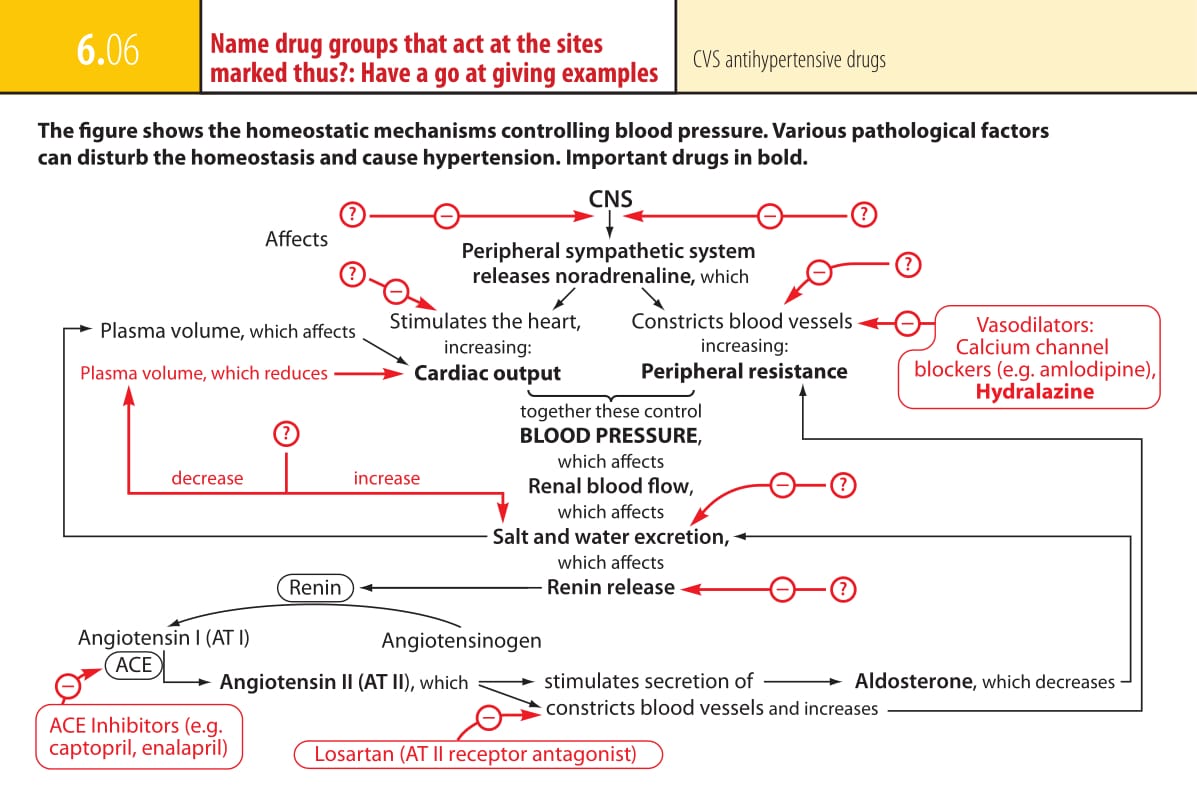 6.06
Name drug groups that act at the sites
marked thus?: Have a go at giving examples
CVS antihypertensive drugs
The figure shows the homeostatic mechanisms controlling blood pressure. Various pathological factors
can disturb the homeostasis and cause hypertension. Important drugs in bold.
CNS
? −
− ?
Affects
Peripheral sympathetic system
releases noradrenaline, which
? −
− ?
Plasma volume, which affects
Stimulates the heart,
increasing:
Constricts blood vessels
increasing:
−
Vasodilators:
Calcium channel
blockers (e.g. amlodipine),
Hydralazine
Plasma volume, which reduces
Cardiac output
Peripheral resistance
together these control
BLOOD PRESSURE,
which affects
?
decrease
increase
Renal blood flow,
− ?
which affects
Salt and water excretion,
which affects
Renin
Renin release
− ?
Angiotensin I (AT I)
Angiotensinogen
ACE
−
Angiotensin II (AT II), which
stimulates secretion of
Aldosterone, which decreases
constricts blood vessels and increases
−
ACE Inhibitors (e.g.
captopril, enalapril)
Losartan (AT II receptor antagonist)